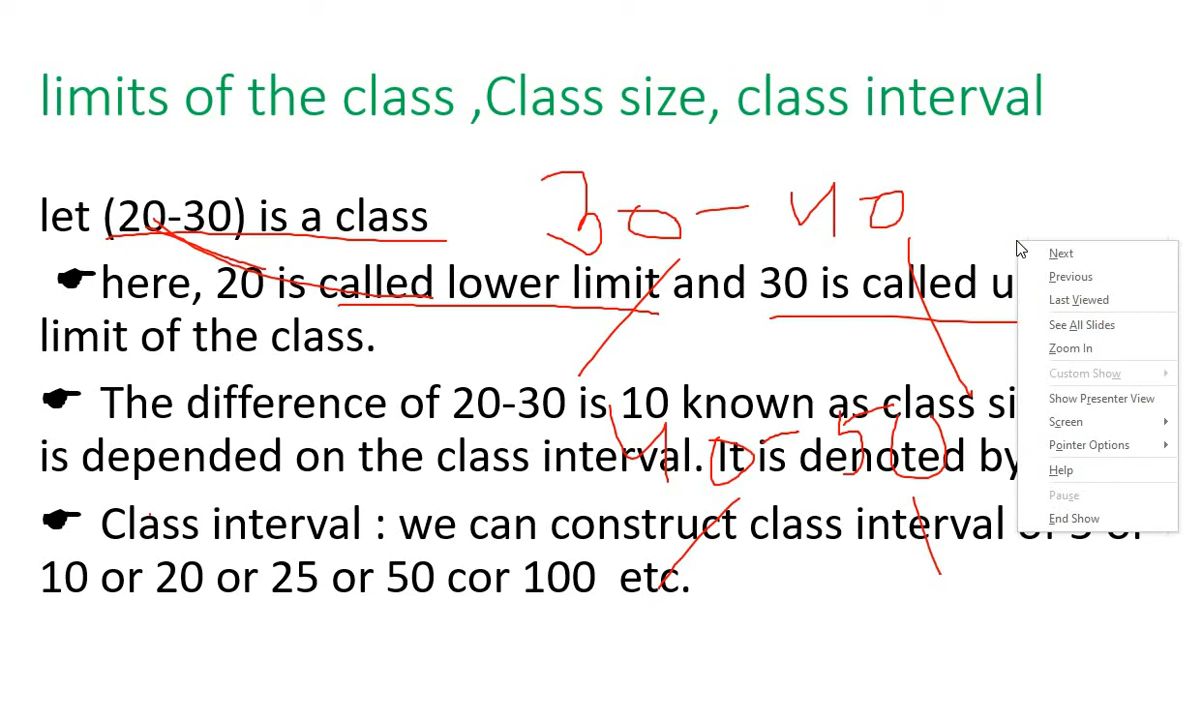 limits of the class ,Class size, class interval
let (20-30) is a class
30 - 40
☛ here, 20 is called lower limit and 30 is called
limit of the class.
☛ The difference of 20-30 is 10 known as class
is depended on the class interval. It is denoted by
40 - 50
☛ Class interval : we can construct class interval
10 or 20 or 25 or 50 cor 100 etc.
Next
Previous
Last Viewed
See All Slides
Zoom In
Custom Show
Show Presenter View
Screen
Pointer Options
Help
Pause
End Show